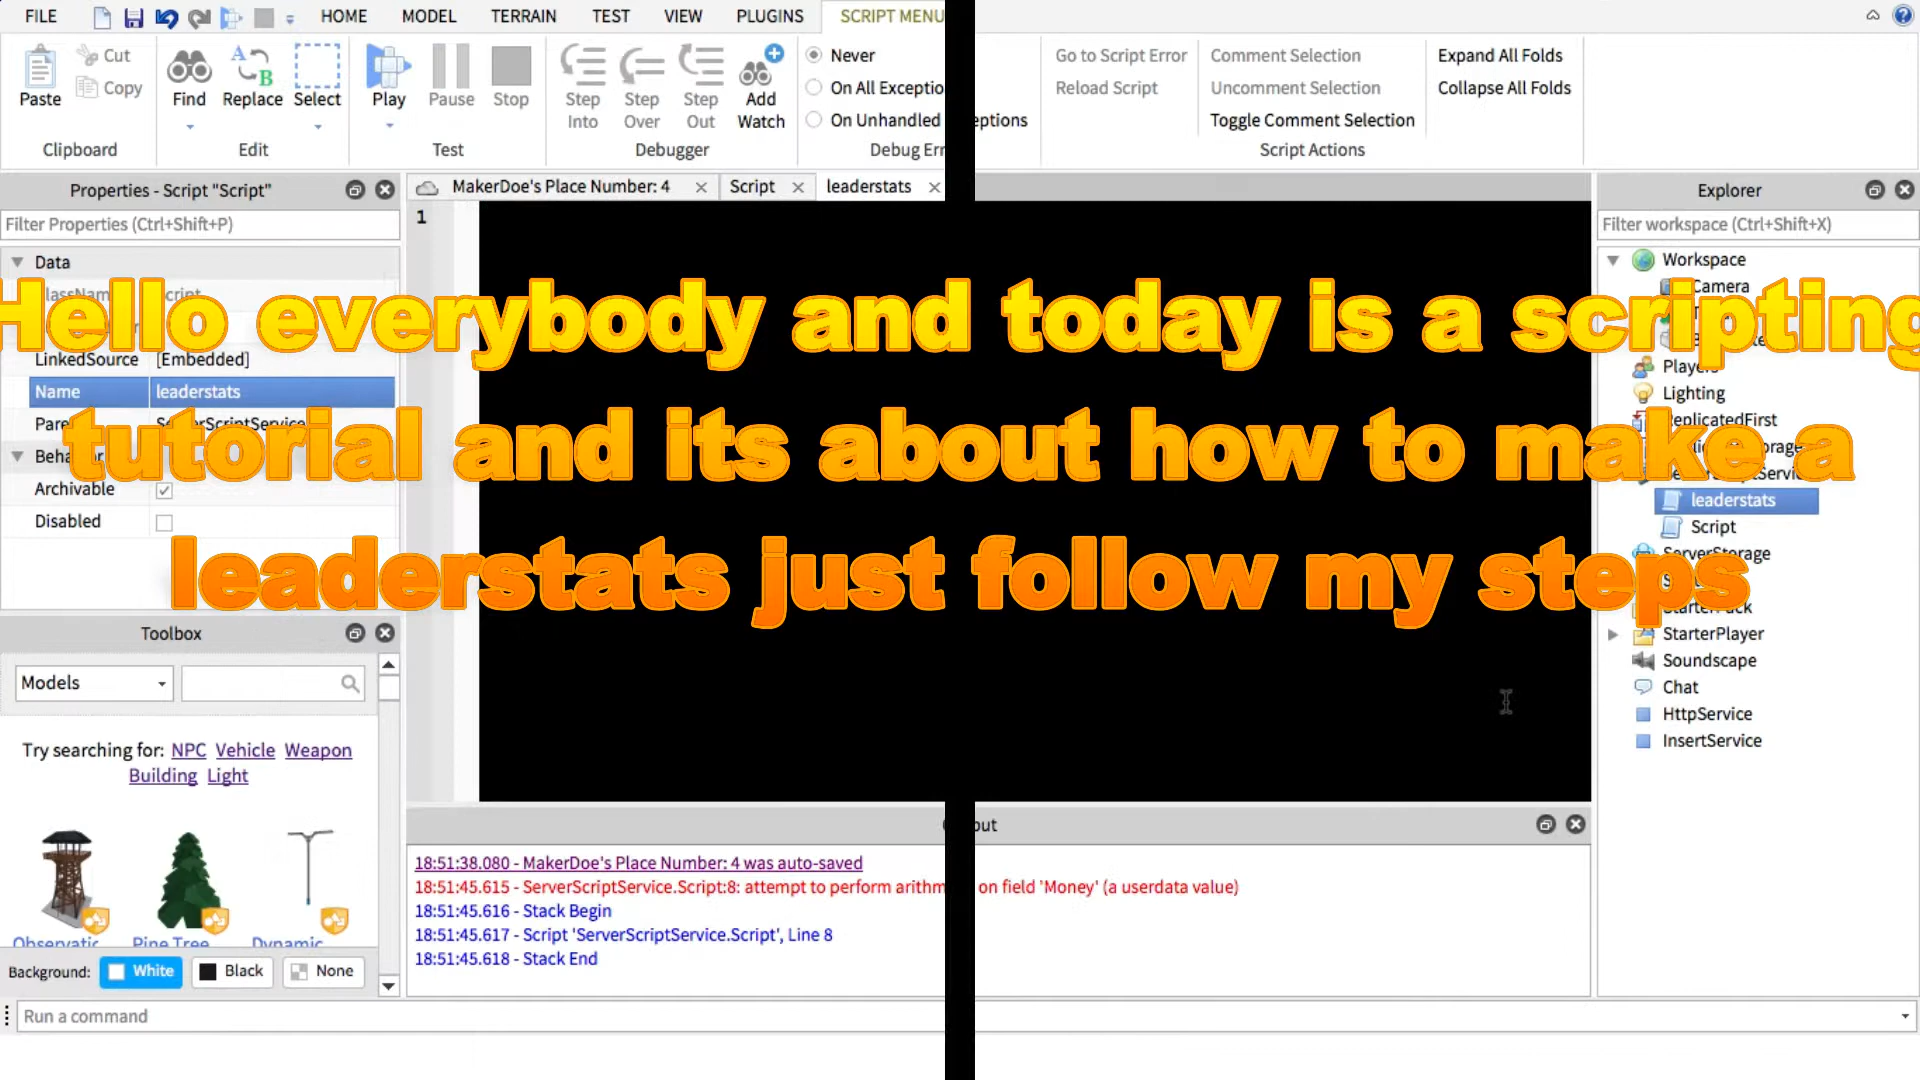 FILE
HOME
MODEL
TERRAIN
TEST
VIEW
PLUGINS
SCRIPT MENU
Paste
Cut
Copy
Clipboard
Find
Replace
Select
Edit
Play
Pause
Stop
Test
Step Into
Step Over
Step Out
Add Watch
Debugger
Never
On All
On Unhandled
Debug
Go to Script Error
Reload Script
Comment Selection
Uncomment Selection
Toggle Comment Selection
Script Actions
Expand All Folds
Collapse All Folds
Properties - Script "Script"
Filter Properties (Ctrl+Shift+P)
Data
LinkedSource [Embedded]
Name leaderstats
Archivable
Disabled
MakerDoe's Place Number: 4
Script
leaderstats
1
Hello everybody and today is a scripting
tutorial and its about how to make a
leaderstats just follow my steps
Explorer
Filter workspace (Ctrl+Shift+X)
Workspace
Camera
Players
Lighting
ReplicatedFirst
leaderstats
Script
ServerStorage
StarterPack
StarterPlayer
Soundscape
Chat
HttpService
InsertService
Toolbox
Models
Try searching for: NPC Vehicle Weapon
Building Light
Pine Tree
Dynamic
Background: White Black None
18:51:38.080 - MakerDoe's Place Number: 4 was auto-saved
18:51:45.615 - ServerScriptService.Script:8: attempt to perform arithm on field 'Money' (a userdata value)
18:51:45.616 - Stack Begin
18:51:45.617 - Script 'ServerScriptService.Script', Line 8
18:51:45.618 - Stack End
Run a command